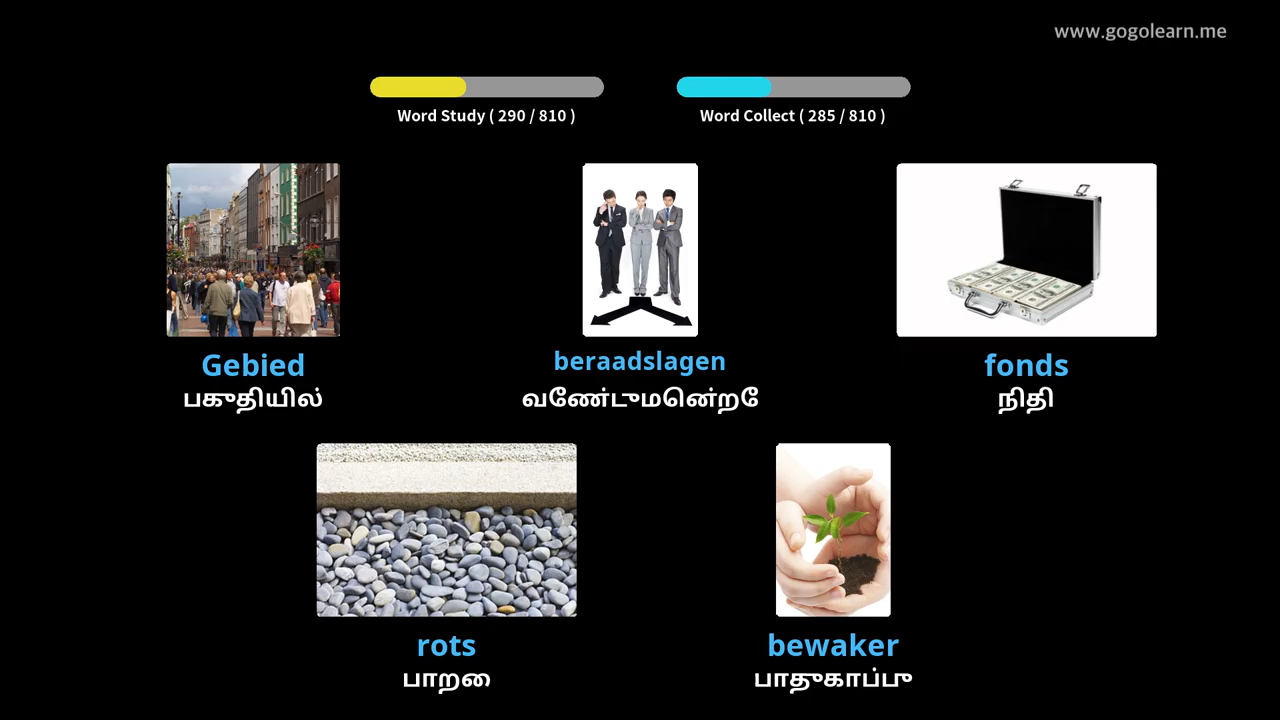 www.gogolearn.me
Word Study ( 290 / 810 )
Word Collect ( 285 / 810 )
Gebied
பகுதியில்
beraadslagen
வேண்டுமென்றே
fonds
நிதி
rots
பாறை
bewaker
பாதுகாப்பு